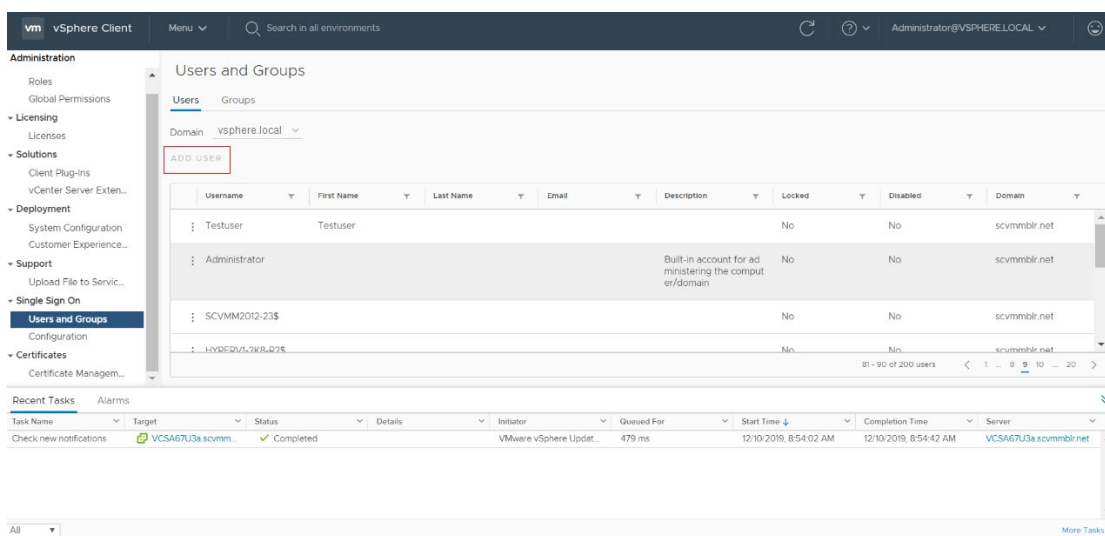 vm vSphere Client Menu Search in all environments Administrator@VSPHERE.LOCAL
Administration
Roles
Global Permissions
Licensing
Licenses
Solutions
Client Plug-Ins
vCenter Server Exten...
Deployment
System Configuration
Customer Experience...
Support
Upload File to Servic...
Single Sign On
Users and Groups
Configuration
Certificates
Certificate Managem...
Users and Groups
Users Groups
Domain vsphere.local
ADD USER
Username First Name Last Name Email Description Locked Disabled Domain
Testuser Testuser No No scvmmblr.net
Administrator Built-in account for ad No No scvmmblr.net
ministering the comput
er/domain
SCVMM2012-23$ No No scvmmblr.net
HYPERV1-2K8-R2$ No No scvmmblr.net
81 - 90 of 200 users 1 ... 8 9 10 ... 20
Recent Tasks Alarms
Task Name Target Status Details Initiator Queued For Start Time Completion Time Server
Check new notifications VCSA67U3a.scvmm... Completed VMware vSphere Updat... 479 ms 12/10/2019, 8:54:02 AM 12/10/2019, 8:54:42 AM VCSA67U3a.scvmmblr.net
All More Tasks